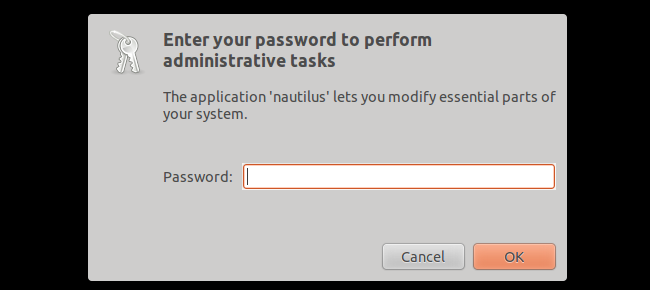 Enter your password to perform
administrative tasks
The application 'nautilus' lets you modify essential parts of
your system.
Password:
Cancel
OK